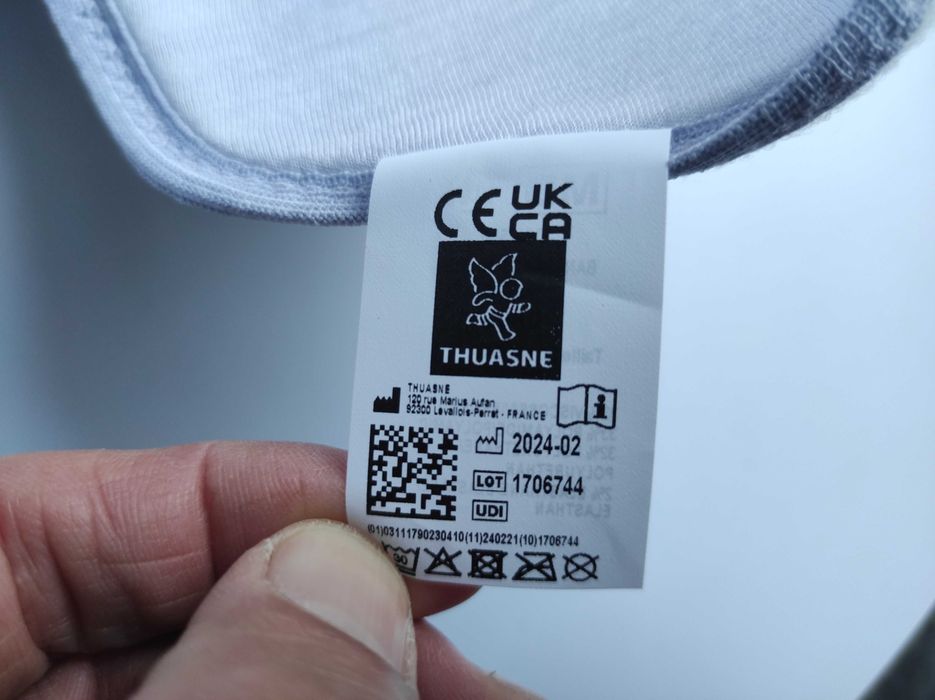 CE UK
CA
THUASNE
THUASNE
120 rue Marius Aufan
92300 Levallois-Perret - FRANCE
i
2024-02
LOT 1706744
UDI
(01)03111790230410(11)240221(10)1706744
30